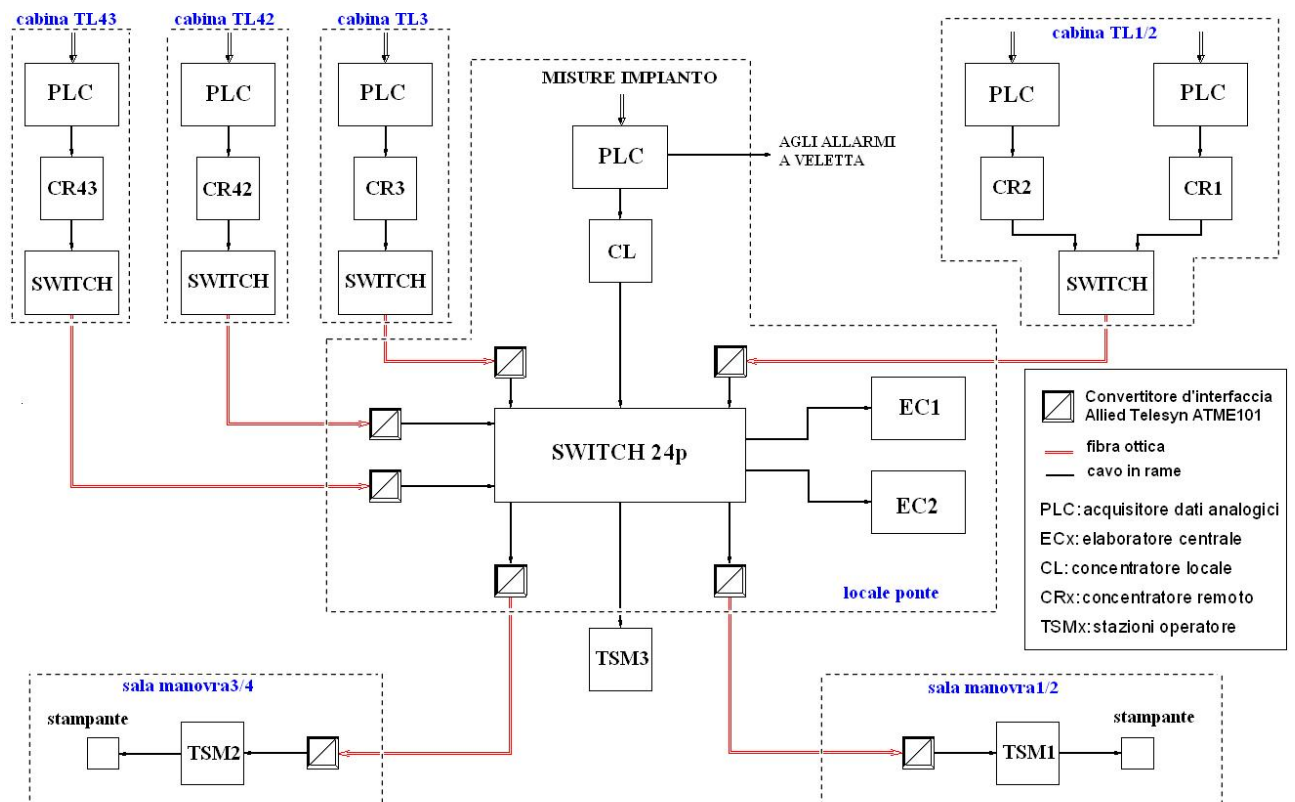 cabina TL43
cabina TL42
cabina TL3
cabina TL1/2
PLC
PLC
PLC
MISURE IMPIANTO
PLC
PLC
PLC
AGLI ALLARMI
A VELETTA
CR43
CR42
CR3
CL
CR2
CR1
SWITCH
SWITCH
SWITCH
SWITCH
SWITCH 24p
EC1
EC2
locale ponte
Convertitore d'interfaccia
Allied Telesyn ATME101
fibra ottica
cavo in rame
PLC: acquisitore dati analogici
ECx: elaboratore centrale
CL: concentratore locale
CRx: concentratore remoto
TSMx: stazioni operatore
TSM3
sala manovra3/4
stampante
TSM2
sala manovra1/2
stampante
TSM1